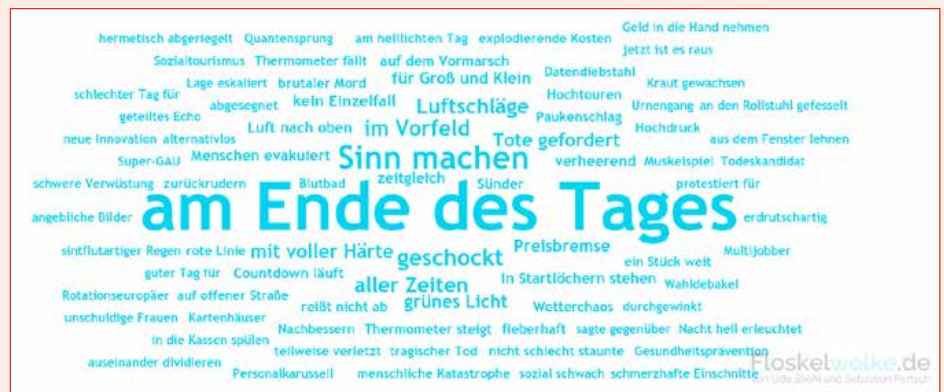 Geld in die Hand nehmen
hermetisch abgeriegelt Quantensprung am helllichten Tag explodierende Kosten
jetzt ist es raus
Sozialtourismus Thermometer fällt auf dem Vormarsch
Datendiebstahl
Lage eskaliert brutaler Mord für Groß und Klein Kraut gewachsen
schlechter Tag für abgesegnet kein Einzelfall Luftschläge Hochtouren Urnengang an den Rollstuhl gefesselt
geteiltes Echo Paukenschlag
Luft nach oben im Vorfeld Hochdruck
neue Innovation alternativlos Tote gefordert aus dem Fenster lehnen
Super-GAU Menschen evakuiert Sinn machen verheerend Muskelspiel Todeskandidat
schwere Verwüstung zurückrudern Blutbad zeitgleich Sünder protestiert für
angebliche Bilder am Ende des Tages erdrutschartig
sintflutartiger Regen rote Linie mit voller Härte geschockt Preisbremse Multijobber
ein Stück weit
guter Tag für Countdown läuft aller Zeiten in Startlöchern stehen Wahldebakel
Rotationseuropäer auf offener Straße reißt nicht ab grünes Licht Wetterchaos durchgewinkt
unschuldige Frauen Kartenhäuser
Nachbessern Thermometer steigt fieberhaft sagte gegenüber Nacht hell erleuchtet
in die Kassen spülen
teilweise verletzt tragischer Tod nicht schlecht staunte Gesundheitsprävention
auseinander dividieren
Personalkarussell menschliche Katastrophe sozial schwach schmerzhafte Einschnitte
Floskelwolke.de
von Udo Stiehl und Sebastian Pertsch